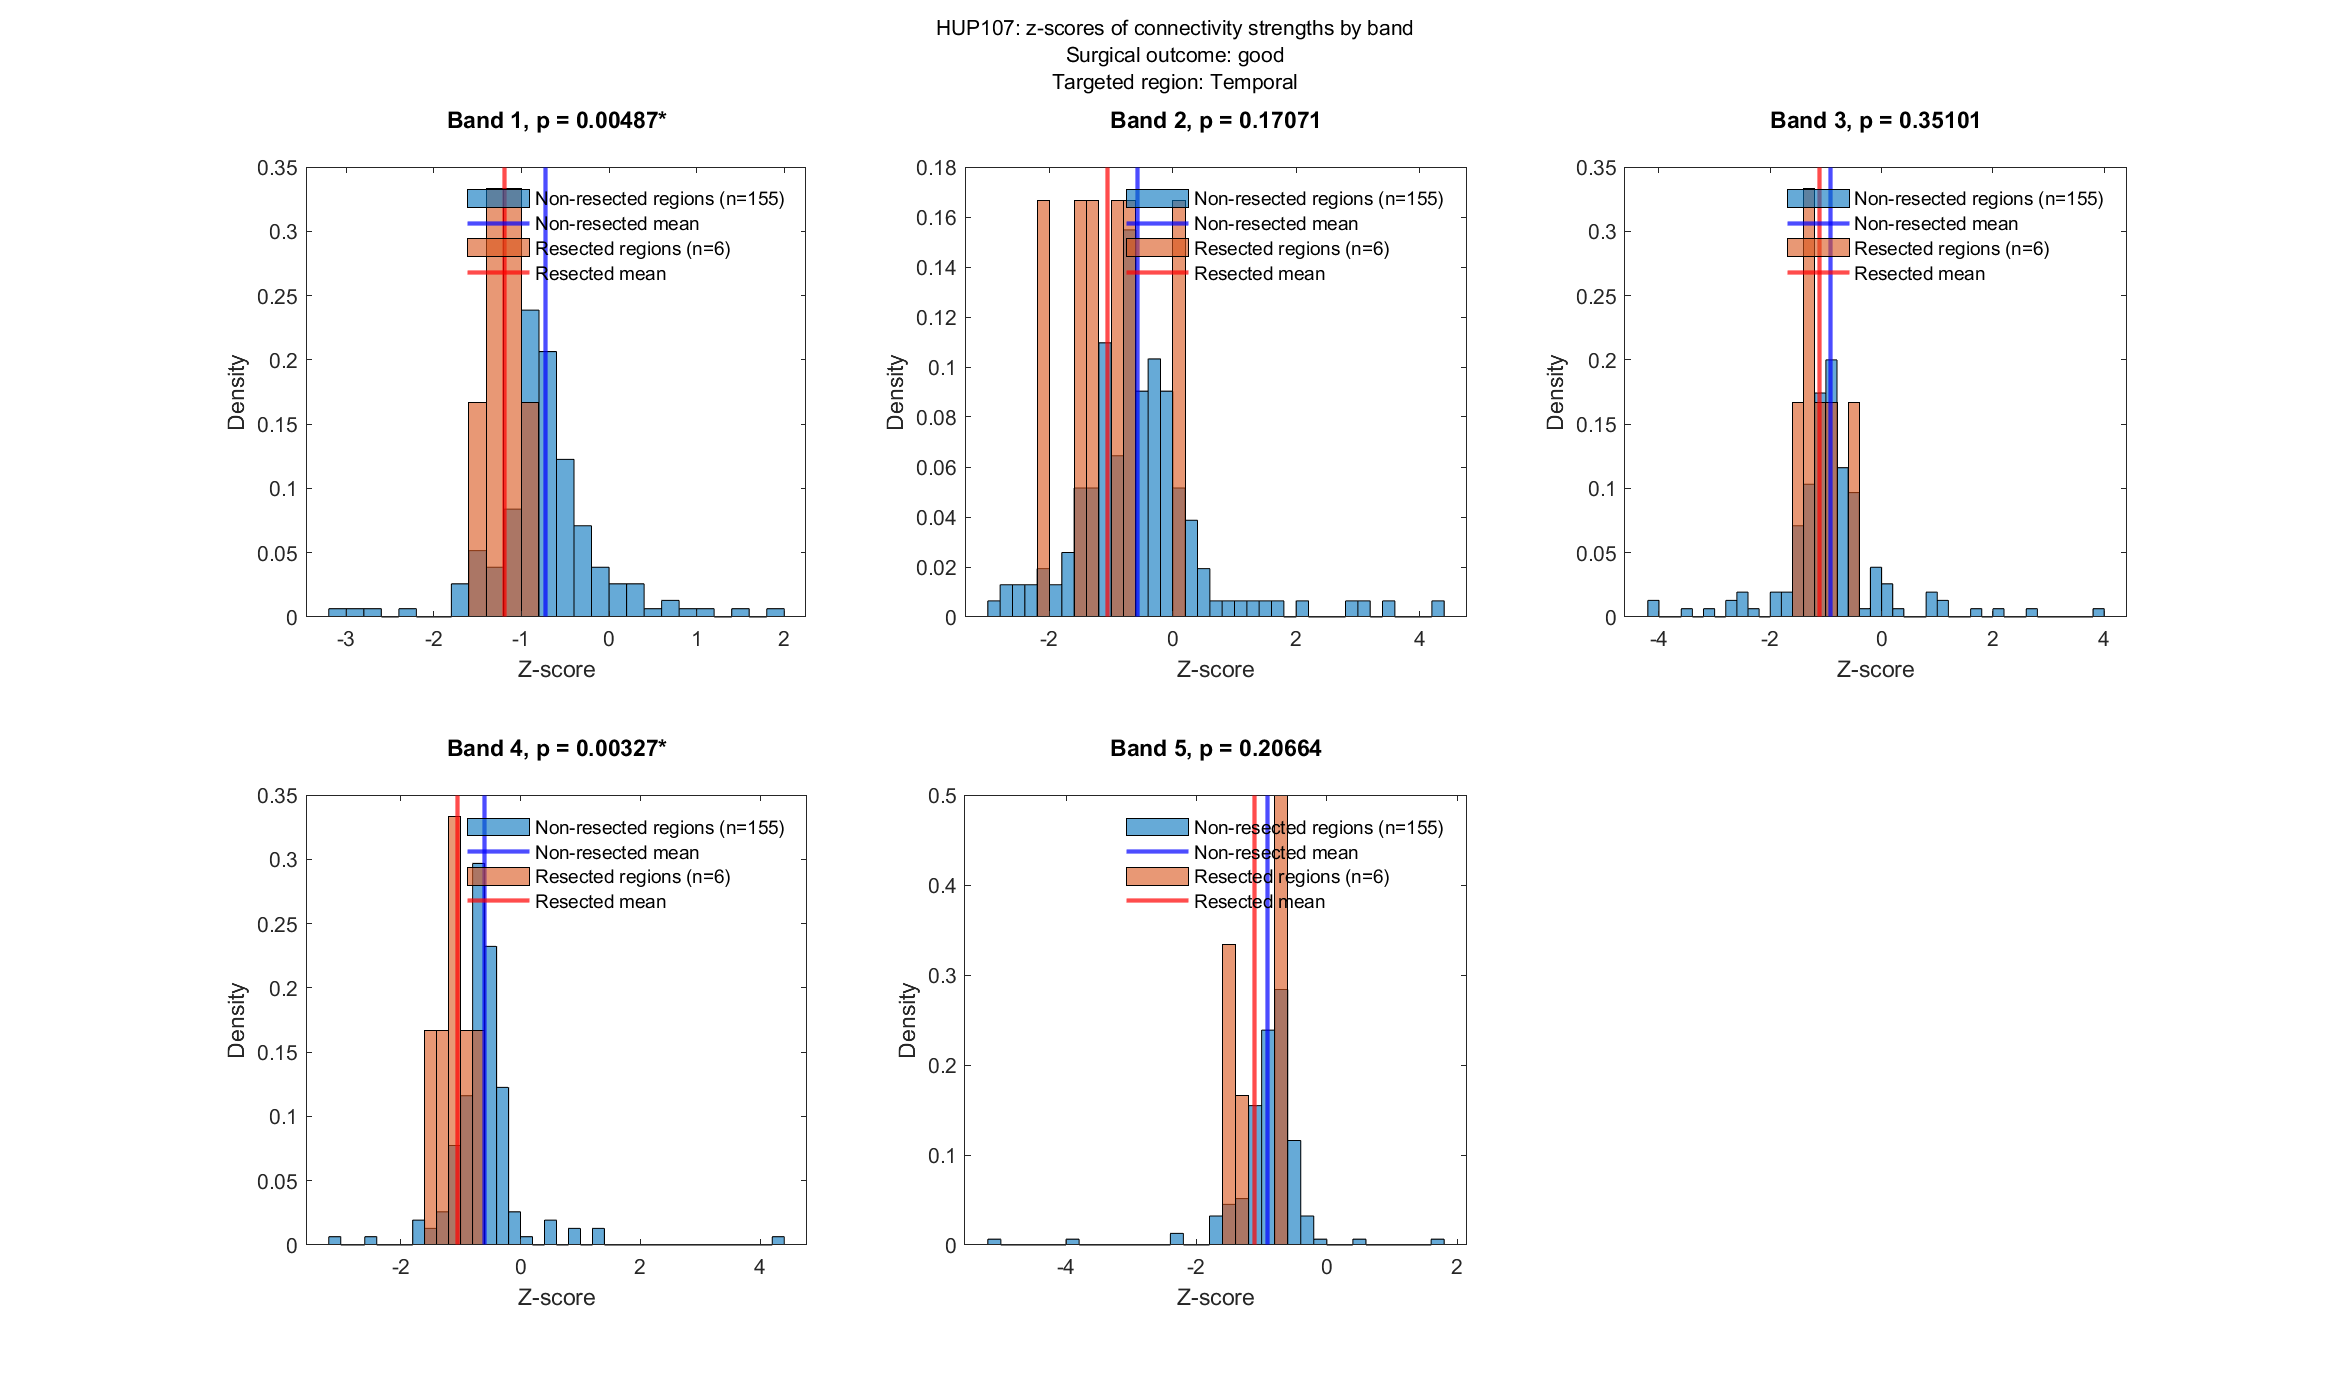 HUP107: z-scores of connectivity strengths by band
Surgical outcome: good
Targeted region: Temporal
Band 1, p = 0.00487*
0.35
0.3
0.25
0.2
0.15
0.1
0.05
0
Density
-3 -2 -1 0 1 2
Z-score
Non-resected regions (n=155)
Non-resected mean
Resected regions (n=6)
Resected mean
Band 2, p = 0.17071
0.18
0.16
0.14
0.12
0.1
0.08
0.06
0.04
0.02
0
Density
-2 0 2 4
Z-score
Non-resected regions (n=155)
Non-resected mean
Resected regions (n=6)
Resected mean
Band 3, p = 0.35101
0.35
0.3
0.25
0.2
0.15
0.1
0.05
0
Density
-4 -2 0 2 4
Z-score
Non-resected regions (n=155)
Non-resected mean
Resected regions (n=6)
Resected mean
Band 4, p = 0.00327*
0.35
0.3
0.25
0.2
0.15
0.1
0.05
0
Density
-2 0 2 4
Z-score
Non-resected regions (n=155)
Non-resected mean
Resected regions (n=6)
Resected mean
Band 5, p = 0.20664
0.5
0.4
0.3
0.2
0.1
0
Density
-4 -2 0 2
Z-score
Non-resected regions (n=155)
Non-resected mean
Resected regions (n=6)
Resected mean